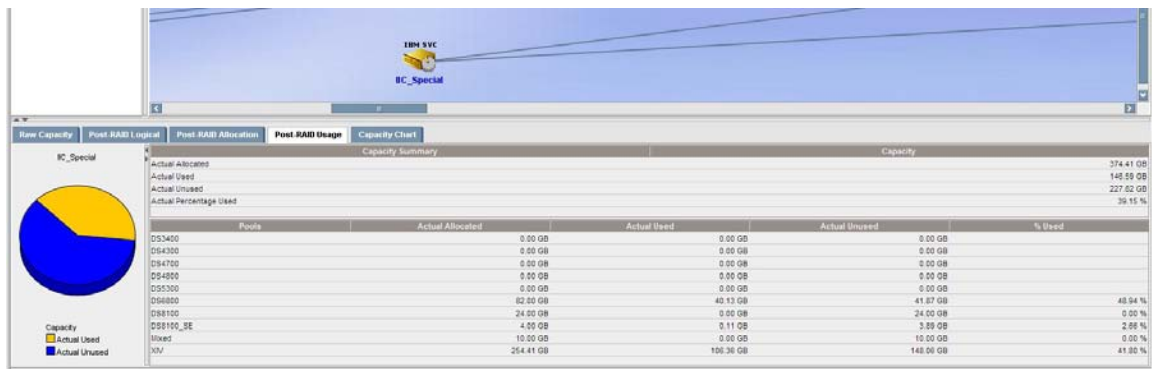 IBM SVC
IIC_Special
Raw Capacity Post-RAID Logical Post-RAID Allocation Post-RAID Usage Capacity Chart
IIC_Special
Capacity Summary Capacity
Actual Allocated 374.41 GB
Actual Used 146.59 GB
Actual Unused 227.82 GB
Actual Percentage Used 39.15 %
Pools Actual Allocated Actual Used Actual Unused % Used
DS3400 0.00 GB 0.00 GB 0.00 GB
DS4300 0.00 GB 0.00 GB 0.00 GB
DS4700 0.00 GB 0.00 GB 0.00 GB
DS4800 0.00 GB 0.00 GB 0.00 GB
DS5300 0.00 GB 0.00 GB 0.00 GB
DS6800 82.00 GB 40.13 GB 41.87 GB 48.94 %
DS8100 24.00 GB 0.00 GB 24.00 GB 0.00 %
DS8100_SE 4.00 GB 0.11 GB 3.89 GB 2.66 %
Mixed 10.00 GB 0.00 GB 10.00 GB 0.00 %
XIV 254.41 GB 106.36 GB 148.06 GB 41.80 %
Capacity
Actual Used
Actual Unused